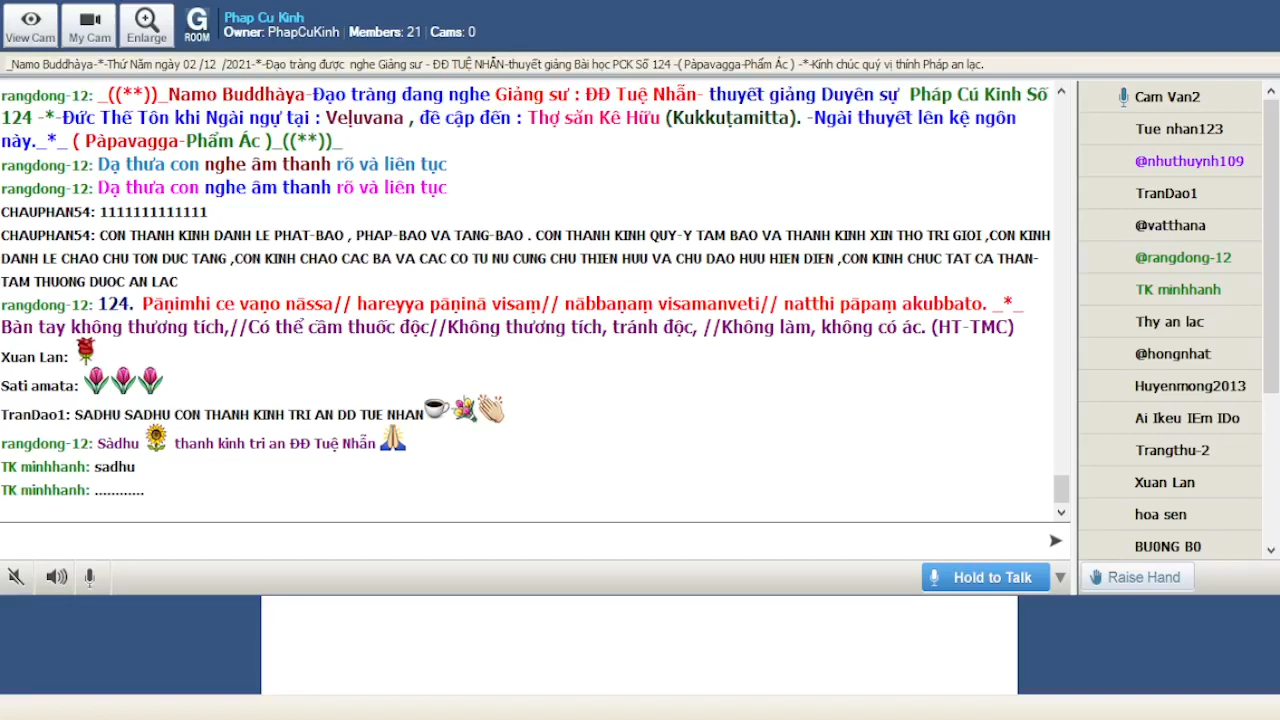 View Cam
My Cam
Enlarge
G
ROOM
Phap Cu Kinh
Owner: PhapCuKinh | Members: 21 | Cams: 0
_Namo Buddhàya-*-Thứ Năm ngày 02 /12 /2021-*-Đạo tràng được nghe Giảng sư - ĐĐ TUỆ NHẪN-thuyết giảng Bài học PCK Số 124 -( Pàpavagga-Phẩm Ác ) -*-Kính chúc quý vị thính Pháp an lạc.
rangdong-12: _((**))_Namo Buddhàya-Đạo tràng đang nghe Giảng sư : ĐĐ Tuệ Nhẫn- thuyết giảng Duyên sự Pháp Cú Kinh Số
124 -*-Đức Thế Tôn khi Ngài ngự tại : Veḷuvana , đề cập đến : Thợ săn Kê Hữu (Kukkuṭamitta). -Ngài thuyết lên kệ ngôn
này._*_ ( Pàpavagga-Phẩm Ác )_((**))_
rangdong-12: Dạ thưa con nghe âm thanh rõ và liên tục
rangdong-12: Dạ thưa con nghe âm thanh rõ và liên tục
CHAUPHAN54: 1111111111111
CHAUPHAN54: CON THANH KINH DANH LE PHAT-BAO , PHAP-BAO VA TANG-BAO . CON THANH KINH QUY-Y TAM BAO VA THANH KINH XIN THO TRI GIOI ,CON KINH
DANH LE CHAO CHU TON DUC TANG ,CON KINH CHAO CAC BA VA CAC CO TU NU CUNG CHU THIEN HUU VA CHU DAO HUU HIEN DIEN ,CON KINH CHUC TAT CA THAN-
TAM THUONG DUOC AN LAC
rangdong-12: 124. Pāṇimhi ce vaṇo nāssa// hareyya pāṇinā visaṃ// nābbaṇaṃ visamanveti// natthi pāpaṃ akubbato. _*_
Bàn tay không thương tích,//Có thể cầm thuốc độc//Không thương tích, tránh độc, //Không làm, không có ác. (HT-TMC)
Xuan Lan:
Sati amata:
TranDao1: SADHU SADHU CON THANH KINH TRI AN DD TUE NHAN
rangdong-12: Sàdhu thanh kinh tri an ĐĐ Tuệ Nhẫn
TK minhhanh: sadhu
TK minhhanh: ............
Hold to Talk
Cam Van2
Tue nhan123
@nhuthuynh109
TranDao1
@vatthana
@rangdong-12
TK minhhanh
Thy an lac
@hongnhat
Huyenmong2013
Ai Ikeu IEm IDo
Trangthu-2
Xuan Lan
hoa sen
BU0NG B0
Raise Hand